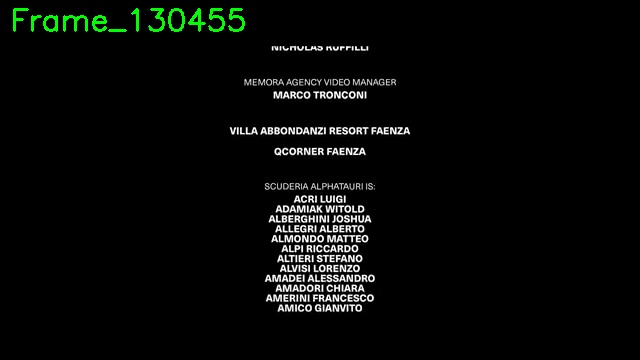 Frame_130455
NICHOLAS RUFFILLI
MEMORA AGENCY VIDEO MANAGER
MARCO TRONCONI
VILLA ABBONDANZI RESORT FAENZA
QCORNER FAENZA
SCUDERIA ALPHATAURI IS:
ACRI LUIGI
ADAMIAK WITOLD
ALBERGHINI JOSHUA
ALLEGRI ALBERTO
ALMONDO MATTEO
ALPI RICCARDO
ALTIERI STEFANO
ALVISI LORENZO
AMADEI ALESSANDRO
AMADORI CHIARA
AMERINI FRANCESCO
AMICO GIANVITO